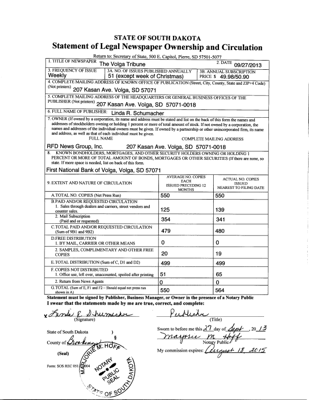 STATE OF SOUTH DAKOTA
Statement of Legal Newspaper Ownership and Circulation
Return to: Secretary of State, 500 E. Capitol, Pierre, SD 57501-5077
1. TITLE OF NEWSPAPER The Volga Tribune 2. DATE 09/27/2013
3. FREQUENCY OF ISSUE Weekly 3A. NO. OF ISSUES PUBLISHED ANNUALLY 51 (except week of Christmas) 3B. ANNUAL SUBSCRIPTION PRICE $ 49.98/50.90
4. COMPLETE MAILING ADDRESS OF KNOWN OFFICE OF PUBLICATION (Street, City, County, State and ZIP+4 Code)
(Not printers) 207 Kasan Ave. Volga, SD 57071
5. COMPLETE MAILING ADDRESS OF THE HEADQUARTERS OR GENERAL BUSINESS OFFICES OF THE
PUBLISHER (Not printers) 207 Kasan Ave. Volga, SD 57071-0018
6. FULL NAME OF PUBLISHER Linda R. Schumacher
7. OWNER (If owned by a corporation, its name and address must be stated and list on the back of this form the names and
addresses of stockholders owning or holding 1 percent or more of total amount of stock. If not owned by a corporation, the
names and addresses of the individual owners must be given. If owned by a partnership or other unincorporated firm, its name
and address, as well as that of each individual must be given.
FULL NAME COMPLETE MAILING ADDRESS
RFD News Group, Inc. 207 Kasan Ave. Volga, SD 57071-0018
8. KNOWN BONDHOLDERS, MORTGAGEES, AND OTHER SECURITY HOLDERS OWNING OR HOLDING 1
PERCENT OR MORE OF TOTAL AMOUNT OF BONDS, MORTGAGES OR OTHER SECURITIES (If there are none, so
state. If more space is needed, list on back of this form.
First National Bank of Volga, Volga, SD 57071
9. EXTENT AND NATURE OF CIRCULATION AVERAGE NO. COPIES EACH ISSUED PRECEDING 12 MONTHS ACTUAL NO. COPIES ISSUED NEAREST TO FILING DATE
A. TOTAL NO. COPIES (Net Press Run) 550 550
B. PAID AND/OR REQUESTED CIRCULATION
1. Sales through dealers and carriers, street vendors and counter sales. 125 139
2. Mail Subscription (Paid and or requested) 354 341
C. TOTAL PAID AND/OR REQUESTED CIRCULATION (Sum of 9B1 and 9B2) 479 480
D. FREE DISTRIBUTION
1. BY MAIL, CARRIER OR OTHER MEANS 0 0
2. SAMPLES, COMPLIMENTARY AND OTHER FREE COPIES 20 19
E. TOTAL DISTRIBUTION (Sum of C, D1 and D2) 499 499
F. COPIES NOT DISTRIBUTED
1. Office use, left over, unaccounted, spoiled after printing 51 65
2. Return from News Agents 0 0
G. TOTAL (Sum of E, F1 and F2 - Should equal net press run shown in A) 550 564
Statement must be signed by Publisher, Business Manager, or Owner in the presence of a Notary Public
I swear that the statements made by me are true, correct, and complete:
x Linda R. Schumacher Publisher
(Signature) (Title)
State of South Dakota )
) §
County of Brookings )
Sworn to before me this 27 day of Sept, 2013
Marjorie M. Hoff
Notary Public
(Seal)
My commission expires: August 18 2015
NOTARY PUBLIC SEAL